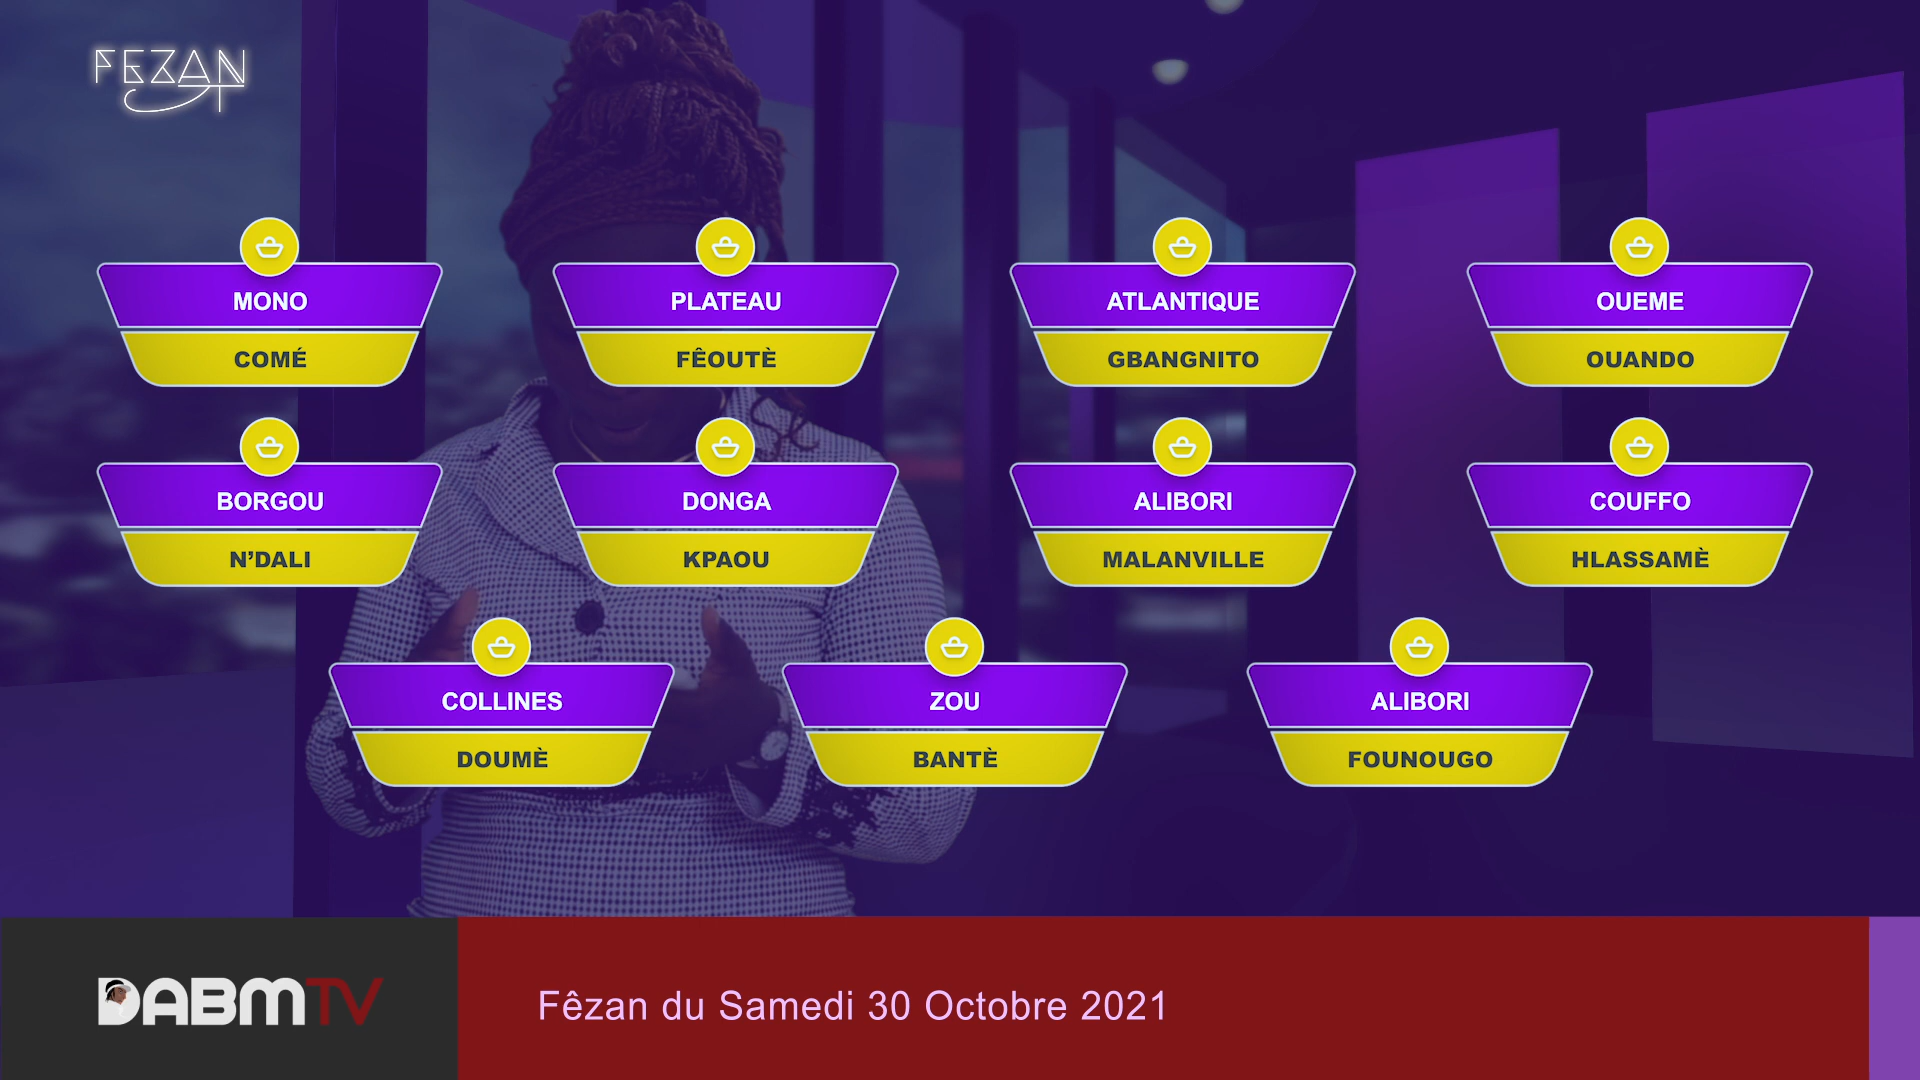 FEZAN
MONO
COMÉ
PLATEAU
FÊOUTÈ
ATLANTIQUE
GBANGNITO
OUEME
OUANDO
BORGOU
N’DALI
DONGA
KPAOU
ALIBORI
MALANVILLE
COUFFO
HLASSAMÈ
COLLINES
DOUMÈ
ZOU
BANTÈ
ALIBORI
FOUNOUGO
DABMTV
Fêzan du Samedi 30 Octobre 2021